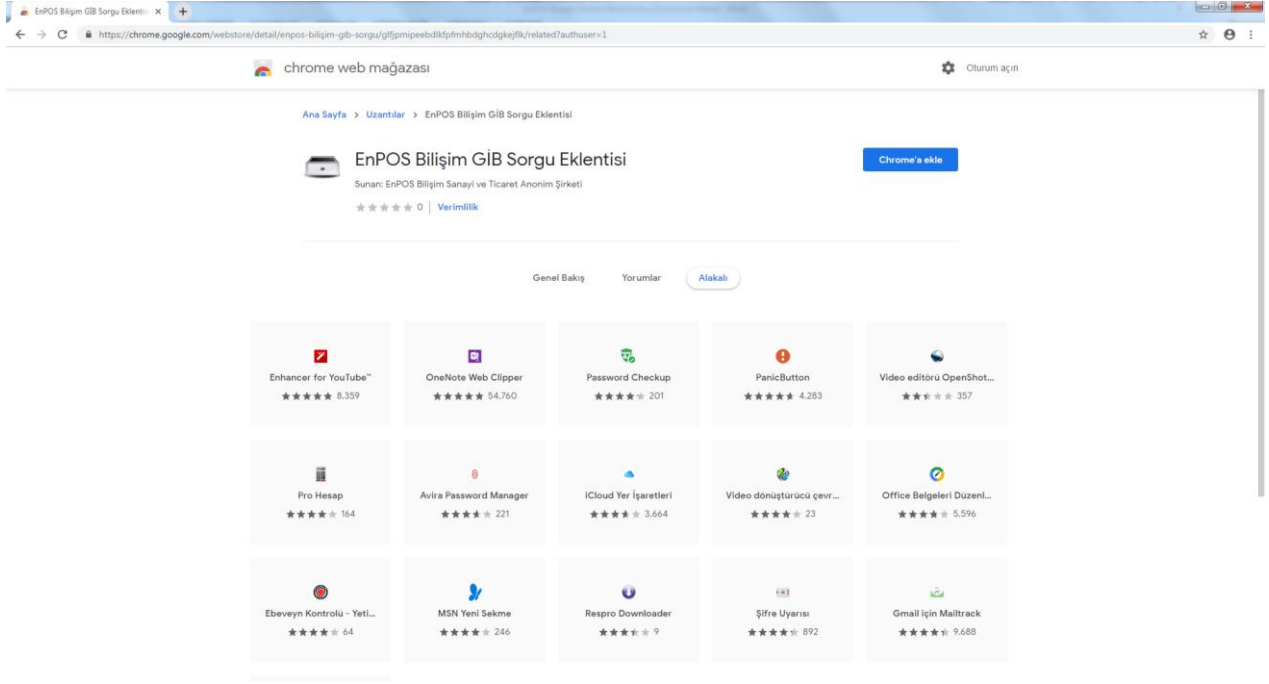 EnPOS Bilişim GİB Sorgu Eklenti
https://chrome.google.com/webstore/detail/enpos-bilişim-gib-sorgu/glfjpmipeebdlkfpfmhbdghcdgkejflk/related?authuser=1
chrome web mağazası
Oturum açın
Ana Sayfa > Uzantılar > EnPOS Bilişim GİB Sorgu Eklentisi
EnPOS Bilişim GİB Sorgu Eklentisi
Chrome'a ekle
Sunan: EnPOS Bilişim Sanayi ve Ticaret Anonim Şirketi
0 | Verimlilik
Genel Bakış Yorumlar Alakalı
Enhancer for YouTube™ OneNote Web Clipper Password Checkup PanicButton Video editörü OpenShot...
8.359 54.760 201 4.283 357
Pro Hesap Avira Password Manager iCloud Yer İşaretleri Video dönüştürücü çevr... Office Belgeleri Düzenl...
164 221 3.664 23 5.596
Ebeveyn Kontrolü - Yeti... MSN Yeni Sekme Respro Downloader Şifre Uyarısı Gmail için Mailtrack
64 246 9 892 9.688